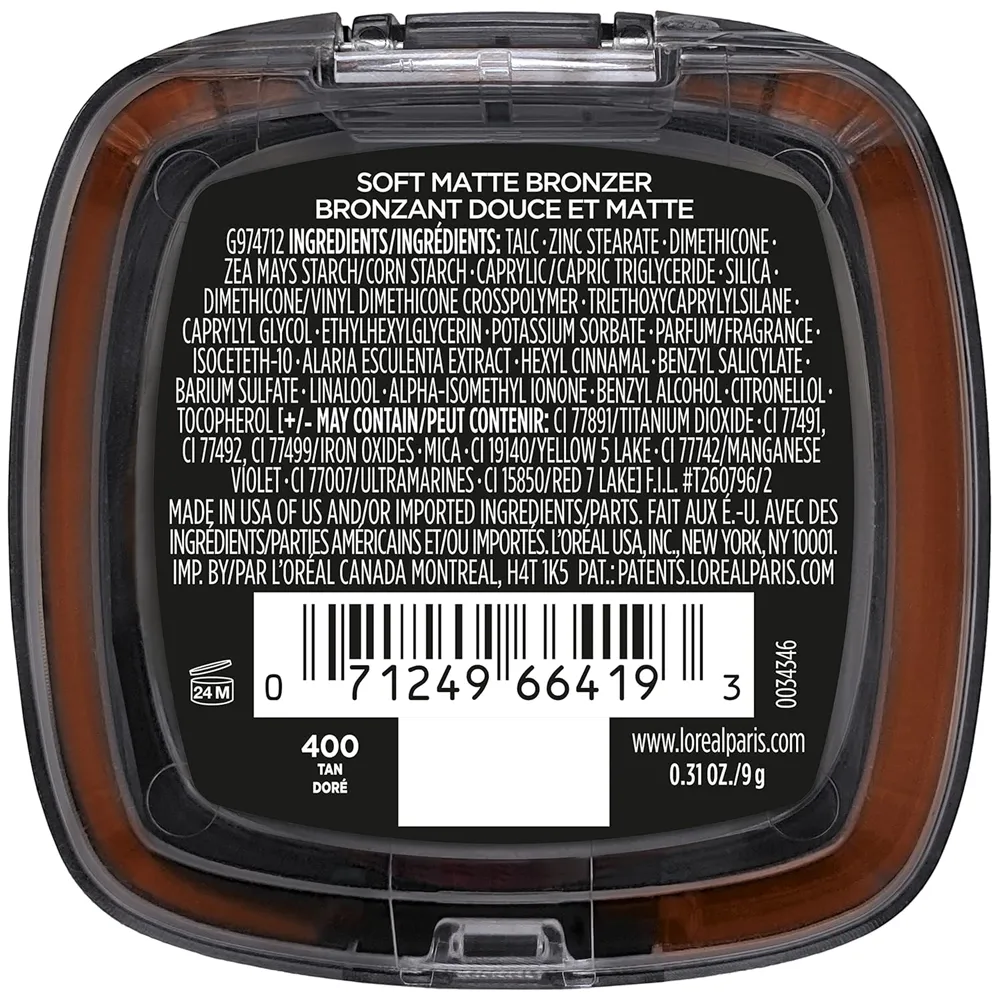 SOFT MATTE BRONZER
BRONZANT DOUCE ET MATTE
G974712 INGREDIENTS/INGRÉDIENTS: TALC • ZINC STEARATE • DIMETHICONE •
ZEA MAYS STARCH/CORN STARCH • CAPRYLIC/CAPRIC TRIGLYCERIDE • SILICA •
DIMETHICONE/VINYL DIMETHICONE CROSSPOLYMER • TRIETHOXYCAPRYLYLSILANE •
CAPRYLYL GLYCOL • ETHYLHEXYLGLYCERIN • POTASSIUM SORBATE • PARFUM/FRAGRANCE •
ISOCETETH-10 • ALARIA ESCULENTA EXTRACT • HEXYL CINNAMAL • BENZYL SALICYLATE •
BARIUM SULFATE • LINALOOL • ALPHA-ISOMETHYL IONONE • BENZYL ALCOHOL • CITRONELLOL •
TOCOPHEROL [+/- MAY CONTAIN/PEUT CONTENIR: CI 77891/TITANIUM DIOXIDE • CI 77491,
CI 77492, CI 77499/IRON OXIDES • MICA • CI 19140/YELLOW 5 LAKE • CI 77742/MANGANESE
VIOLET • CI 77007/ULTRAMARINES • CI 15850/RED 7 LAKE] F.I.L. #T260796/2
MADE IN USA OF US AND/OR IMPORTED INGREDIENTS/PARTS. FAIT AUX É.-U. AVEC DES
INGRÉDIENTS/PARTIES AMÉRICAINS ET/OU IMPORTÉS. L'ORÉAL USA, INC., NEW YORK, NY 10001.
IMP. BY/PAR L'ORÉAL CANADA MONTREAL, H4T 1K5 PAT.: PATENTS.LOREALPARIS.COM
24 M
0 71249 66419 3
0034346
400
TAN
DORÉ
www.lorealparis.com
0.31 OZ./9 g